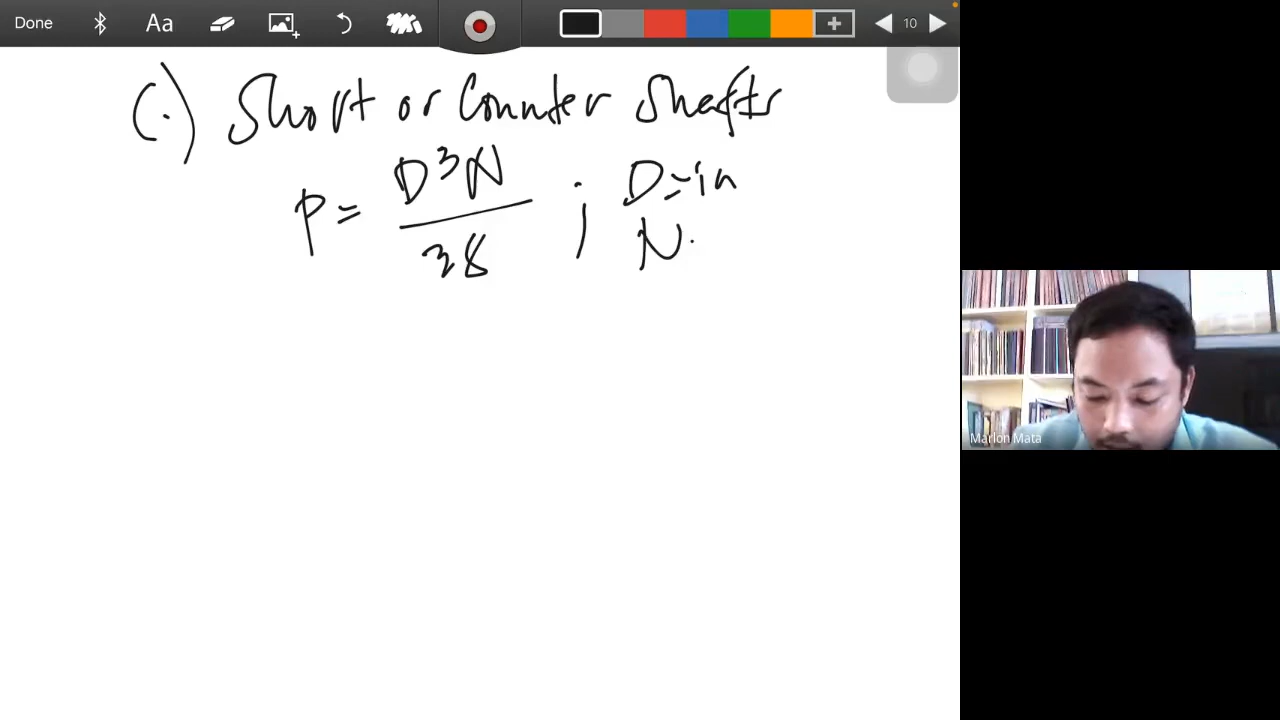 Done Aa 10
C.) Short or Counter Shafts
P = D³N / 38 ; D = in
N.
Marlon Mata